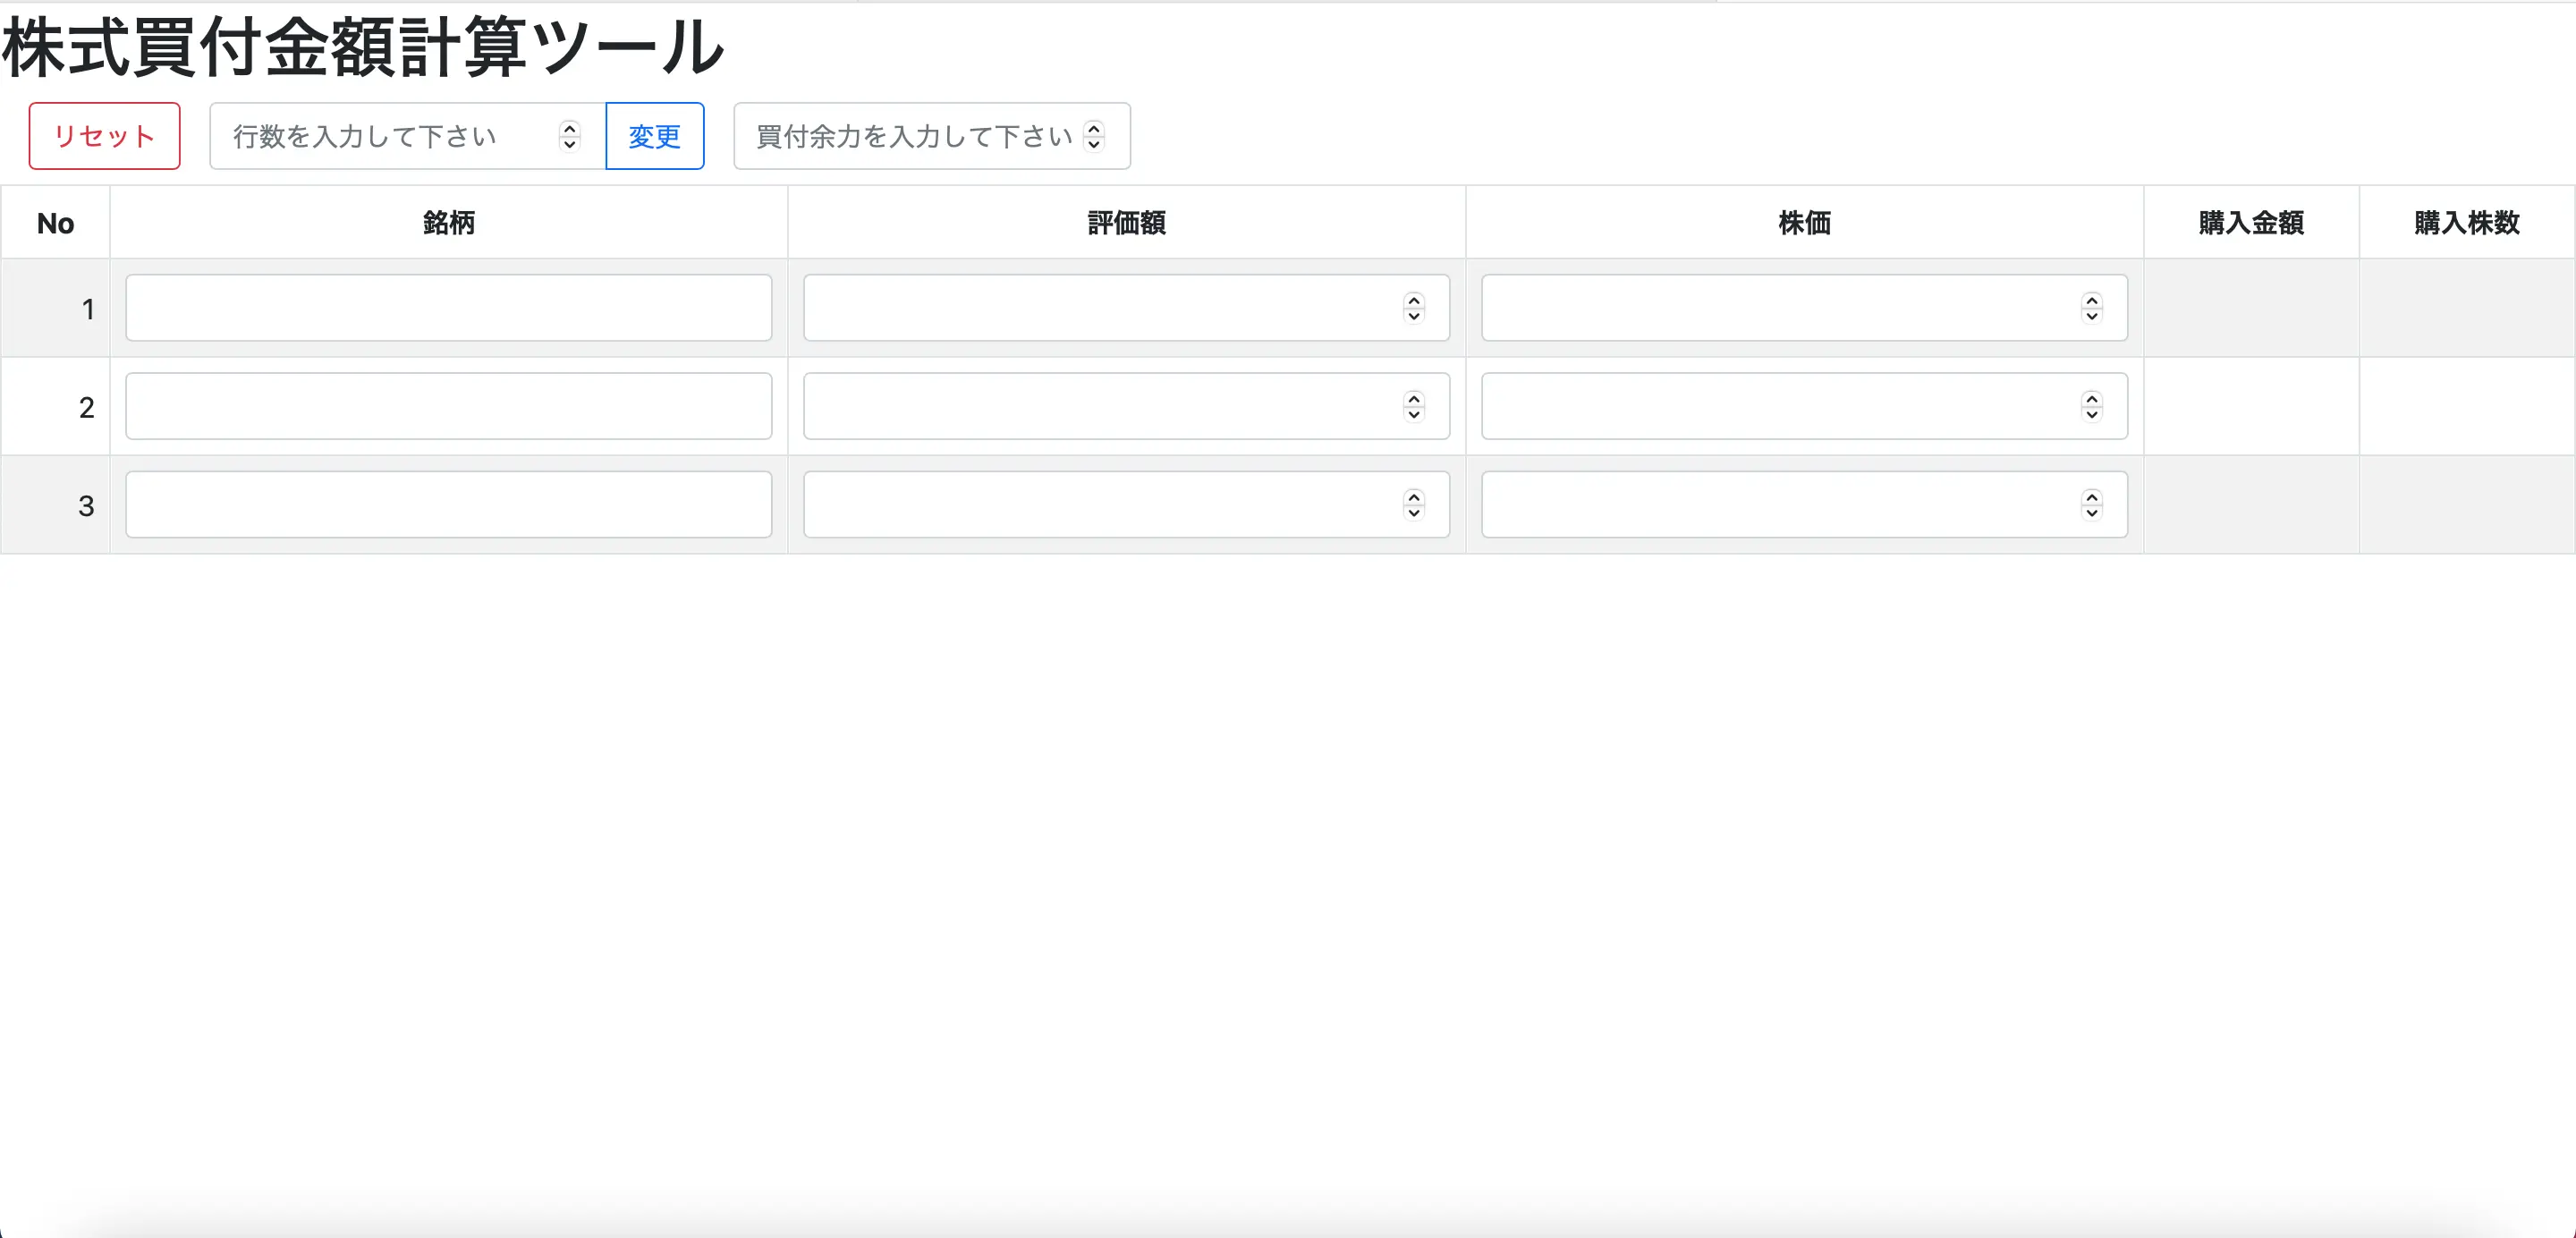 株式買付金額計算ツール
リセット 行数を入力して下さい 変更 買付余力を入力して下さい
No 銘柄 評価額 株価 購入金額 購入株数
1
2
3